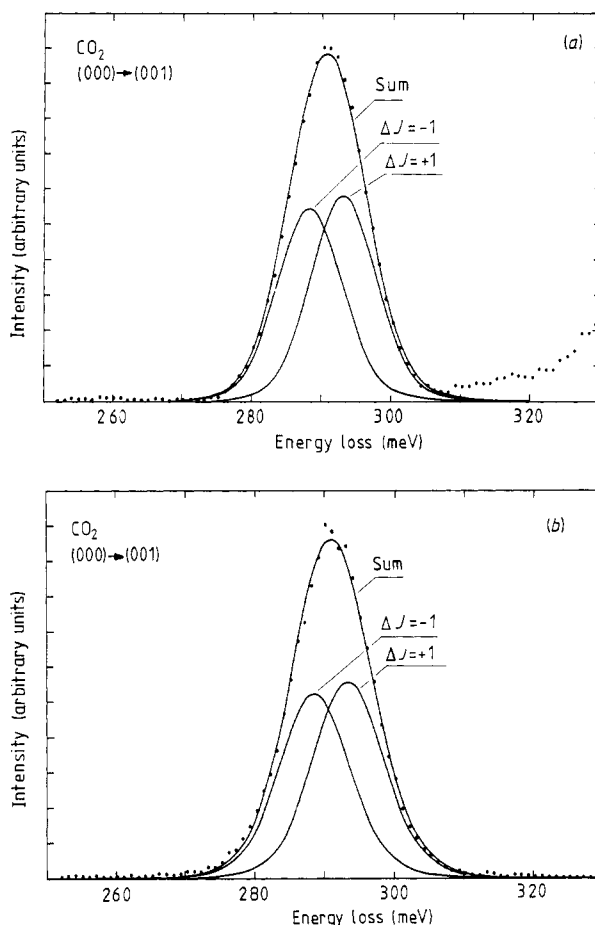 CO₂
(000)→(001)
(a)
Sum
ΔJ=-1
ΔJ=+1
Intensity (arbitrary units)
260
280
300
320
Energy loss (meV)
CO₂
(000)→(001)
(b)
Sum
ΔJ=-1
ΔJ=+1
Intensity (arbitrary units)
260
280
300
320
Energy loss (meV)